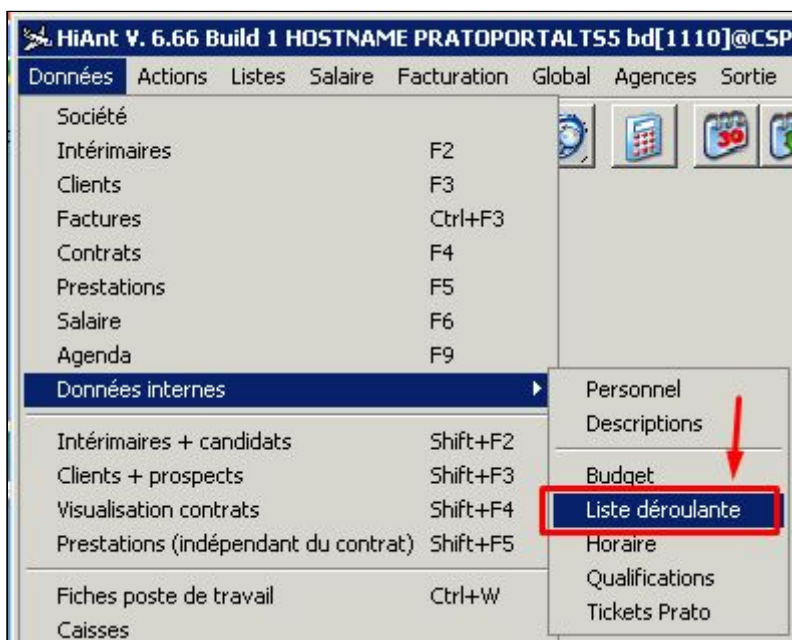 HiAnt V. 6.66 Build 1 HOSTNAME PRATOPORTALTS5 bd[1110]@CSP
Données Actions Listes Salaire Facturation Global Agences Sortie
Société
Intérimaires F2
Clients F3
Factures Ctrl+F3
Contrats F4
Prestations F5
Salaire F6
Agenda F9
Données internes
Intérimaires + candidats Shift+F2
Clients + prospects Shift+F3
Visualisation contrats Shift+F4
Prestations (indépendant du contrat) Shift+F5
Fiches poste de travail Ctrl+W
Caisses
Personnel
Descriptions
Budget
Liste déroulante
Horaire
Qualifications
Tickets Prato
30